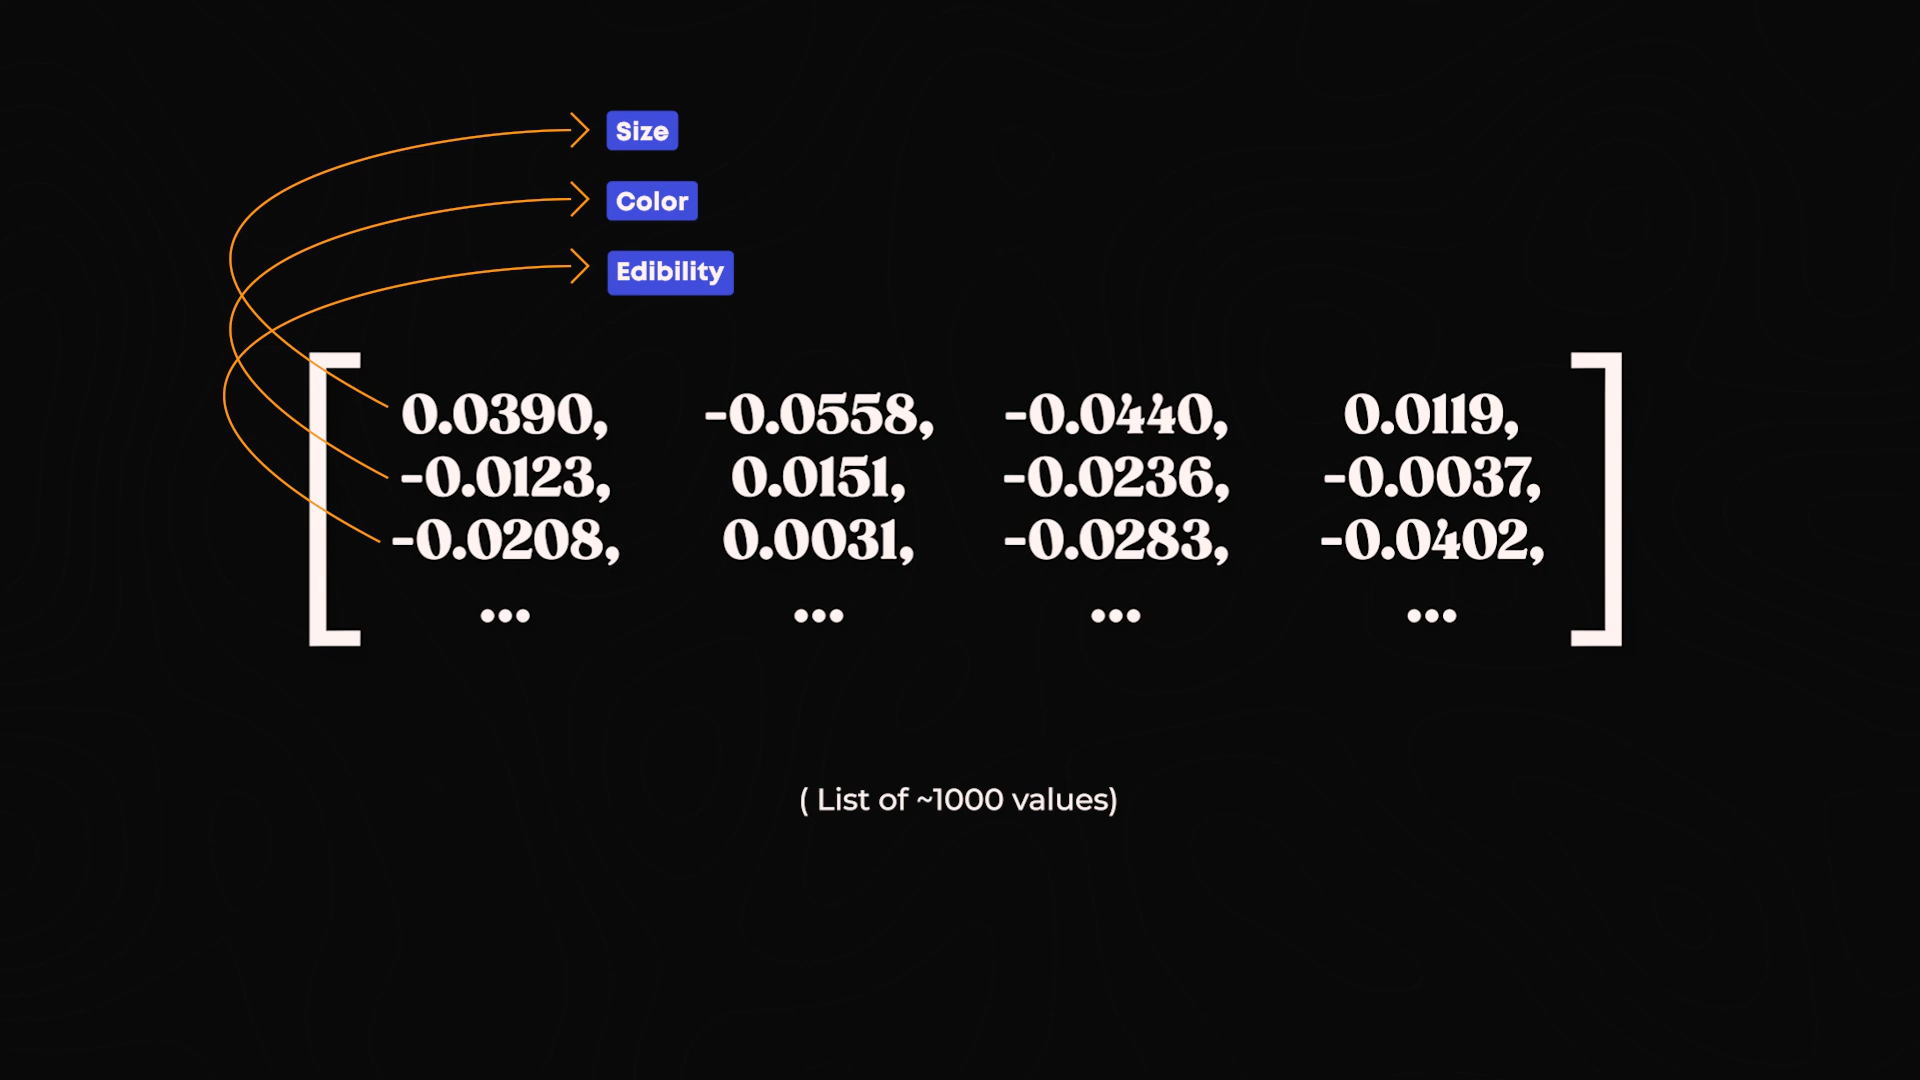 Size
Color
Edibility
0.0390, -0.0558, -0.0440, 0.0119,
-0.0123, 0.0151, -0.0236, -0.0037,
-0.0208, 0.0031, -0.0283, -0.0402,
... ... ... ...
( List of ~1000 values)